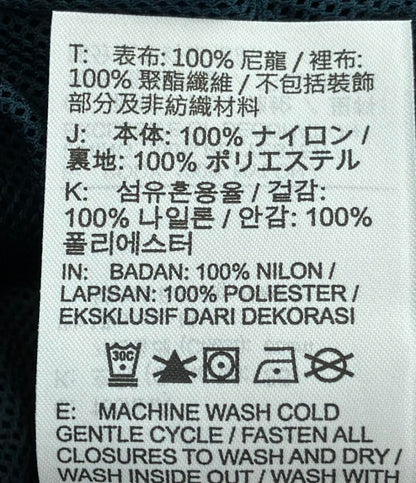 T: 表布: 100% 尼龍 / 裡布:
100% 聚酯纖維 / 不包括裝飾
部分及非紡織材料
J: 本体: 100% ナイロン /
裏地: 100% ポリエステル
K: 섬유혼용율 / 겉감:
100% 나일론 / 안감: 100%
폴리에스터
IN: BADAN: 100% NILON /
LAPISAN: 100% POLIESTER /
EKSKLUSIF DARI DEKORASI
30C
E: MACHINE WASH COLD
GENTLE CYCLE / FASTEN ALL
CLOSURES TO WASH AND DRY /
WASH INSIDE OUT / WASH WITH